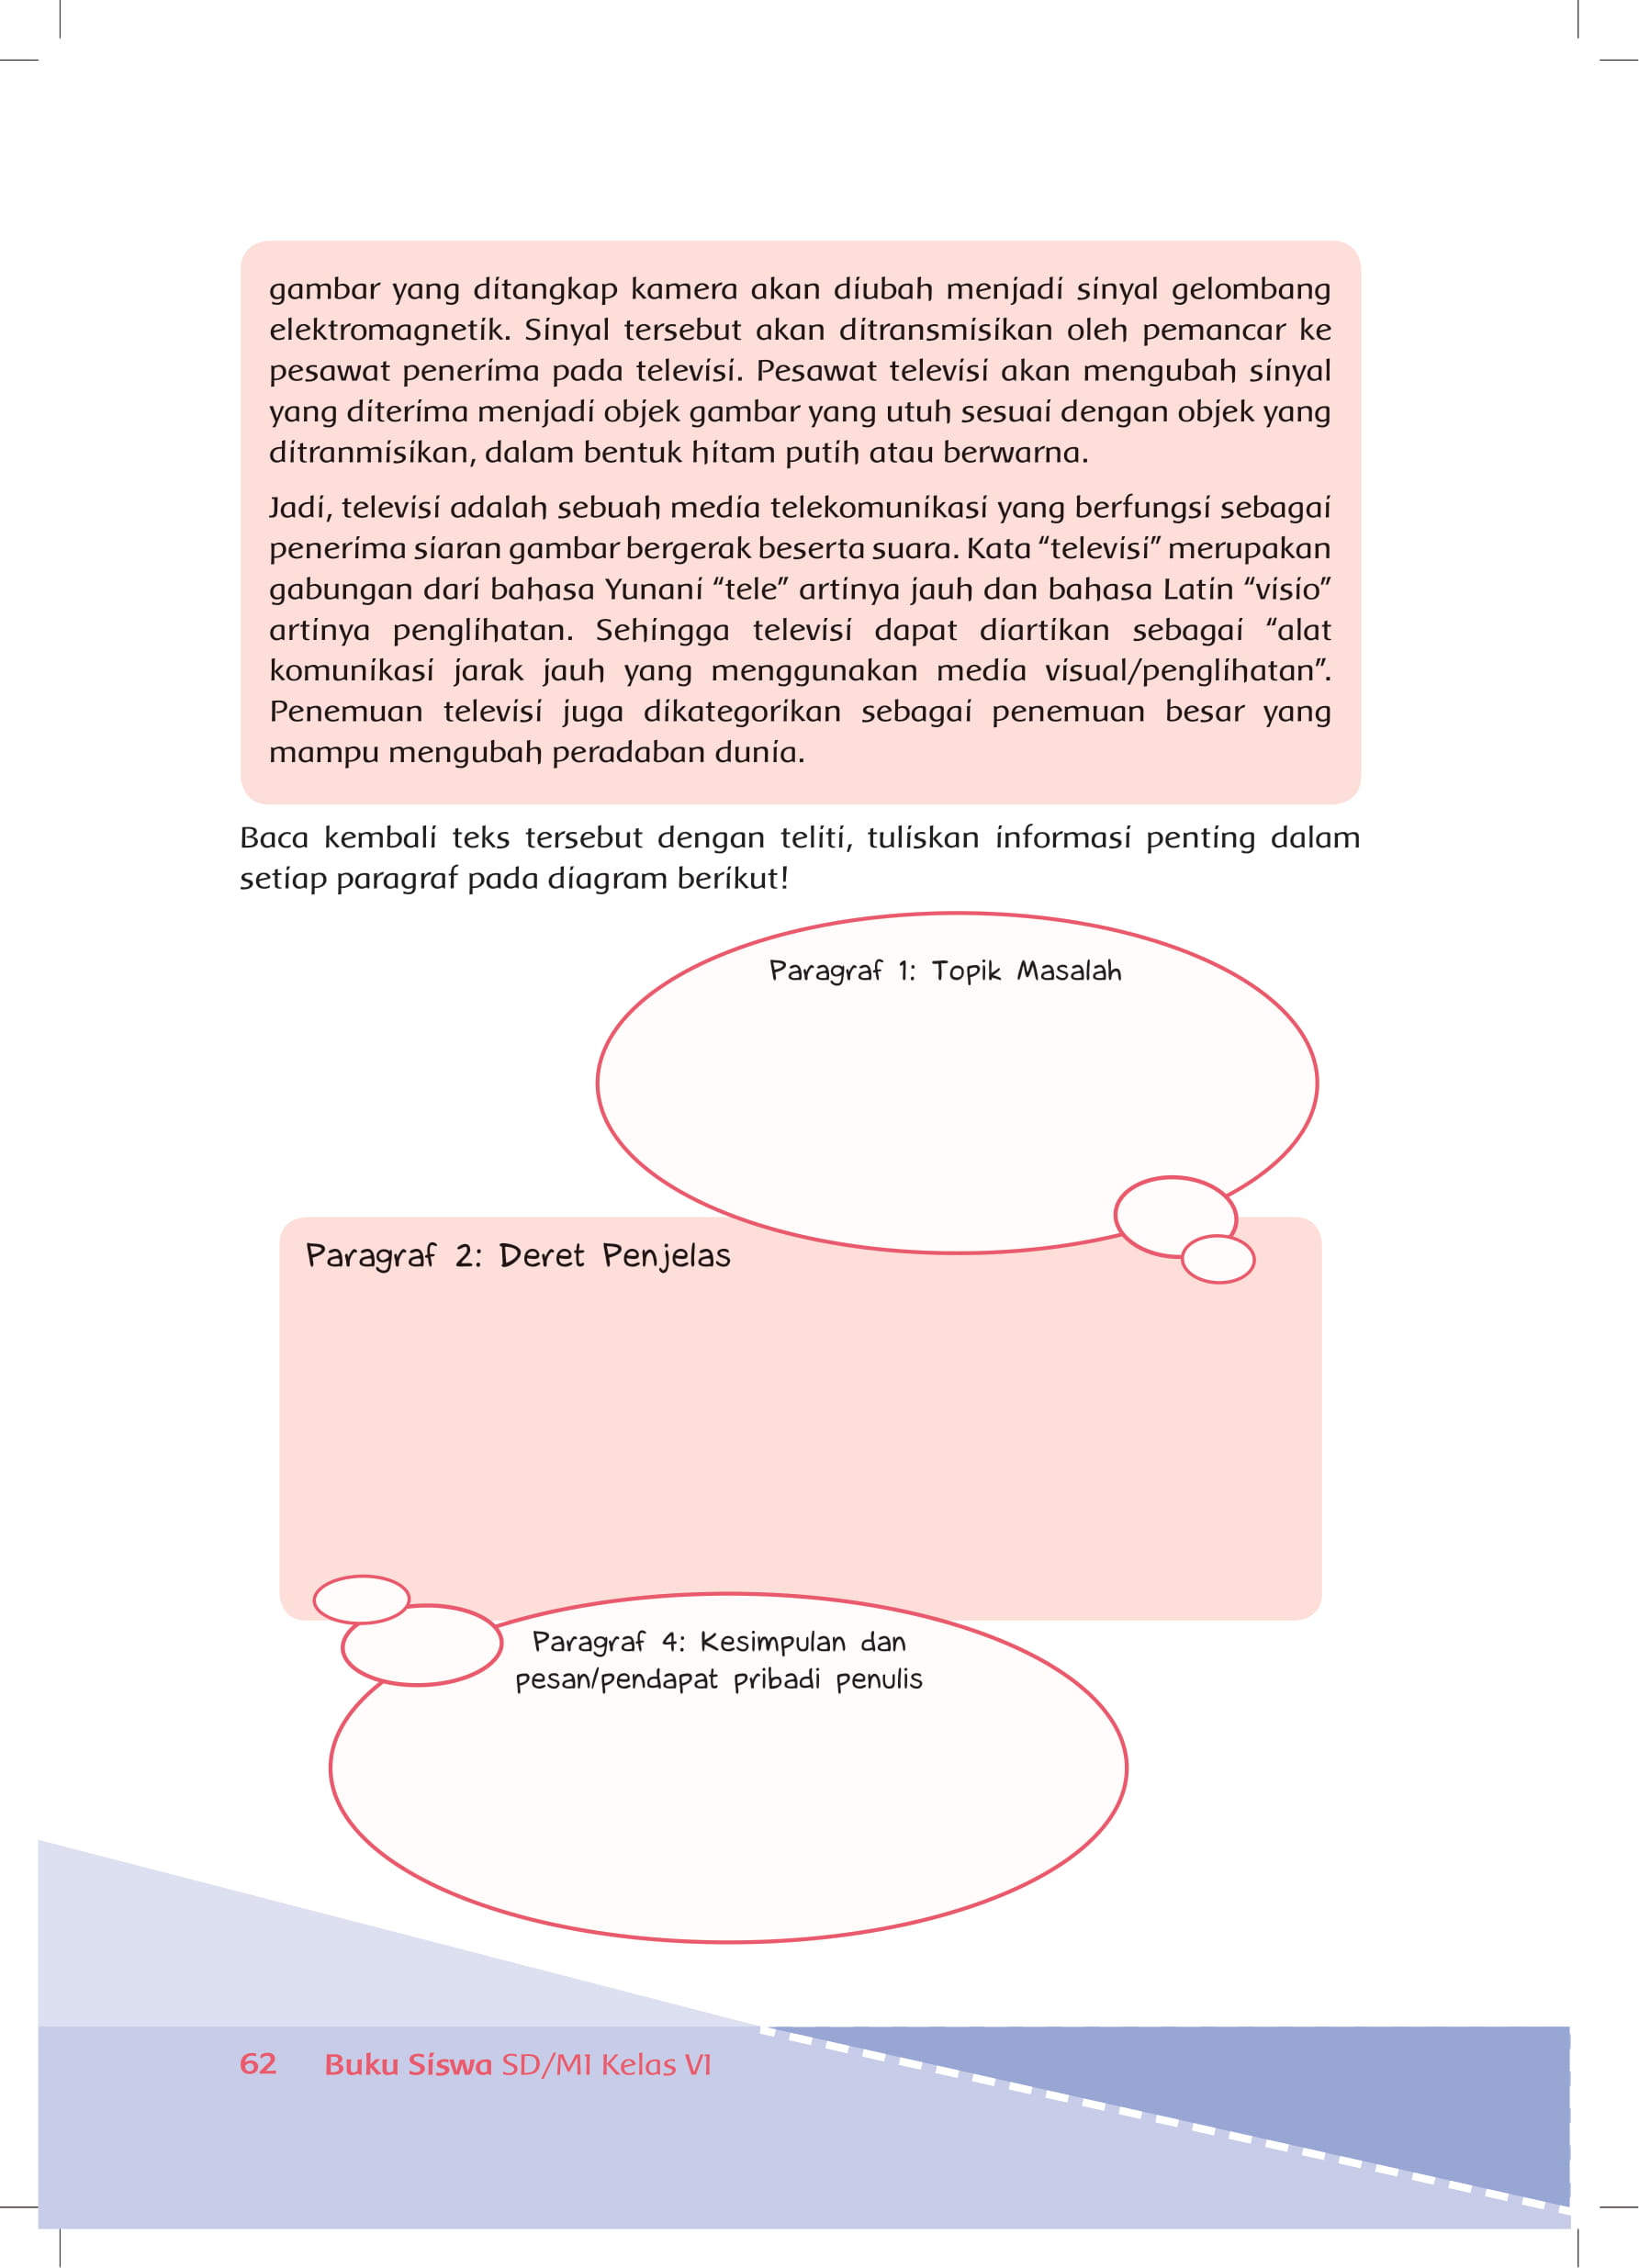 gambar yang ditangkap kamera akan diubah menjadi sinyal gelombang
elektromagnetik. Sinyal tersebut akan ditransmisikan oleh pemancar ke
pesawat penerima pada televisi. Pesawat televisi akan mengubah sinyal
yang diterima menjadi objek gambar yang utuh sesuai dengan objek yang
ditranmisikan, dalam bentuk hitam putih atau berwarna.
Jadi, televisi adalah sebuah media telekomunikasi yang berfungsi sebagai
penerima siaran gambar bergerak beserta suara. Kata “televisi” merupakan
gabungan dari bahasa Yunani “tele” artinya jauh dan bahasa Latin “visio”
artinya penglihatan. Sehingga televisi dapat diartikan sebagai “alat
komunikasi jarak jauh yang menggunakan media visual/penglihatan”.
Penemuan televisi juga dikategorikan sebagai penemuan besar yang
mampu mengubah peradaban dunia.
Baca kembali teks tersebut dengan teliti, tuliskan informasi penting dalam
setiap paragraf pada diagram berikut!
Paragraf 1: Topik Masalah
Paragraf 2: Deret Penjelas
Paragraf 4: Kesimpulan dan
pesan/pendapat pribadi penulis
62 Buku Siswa SD/MI Kelas VI